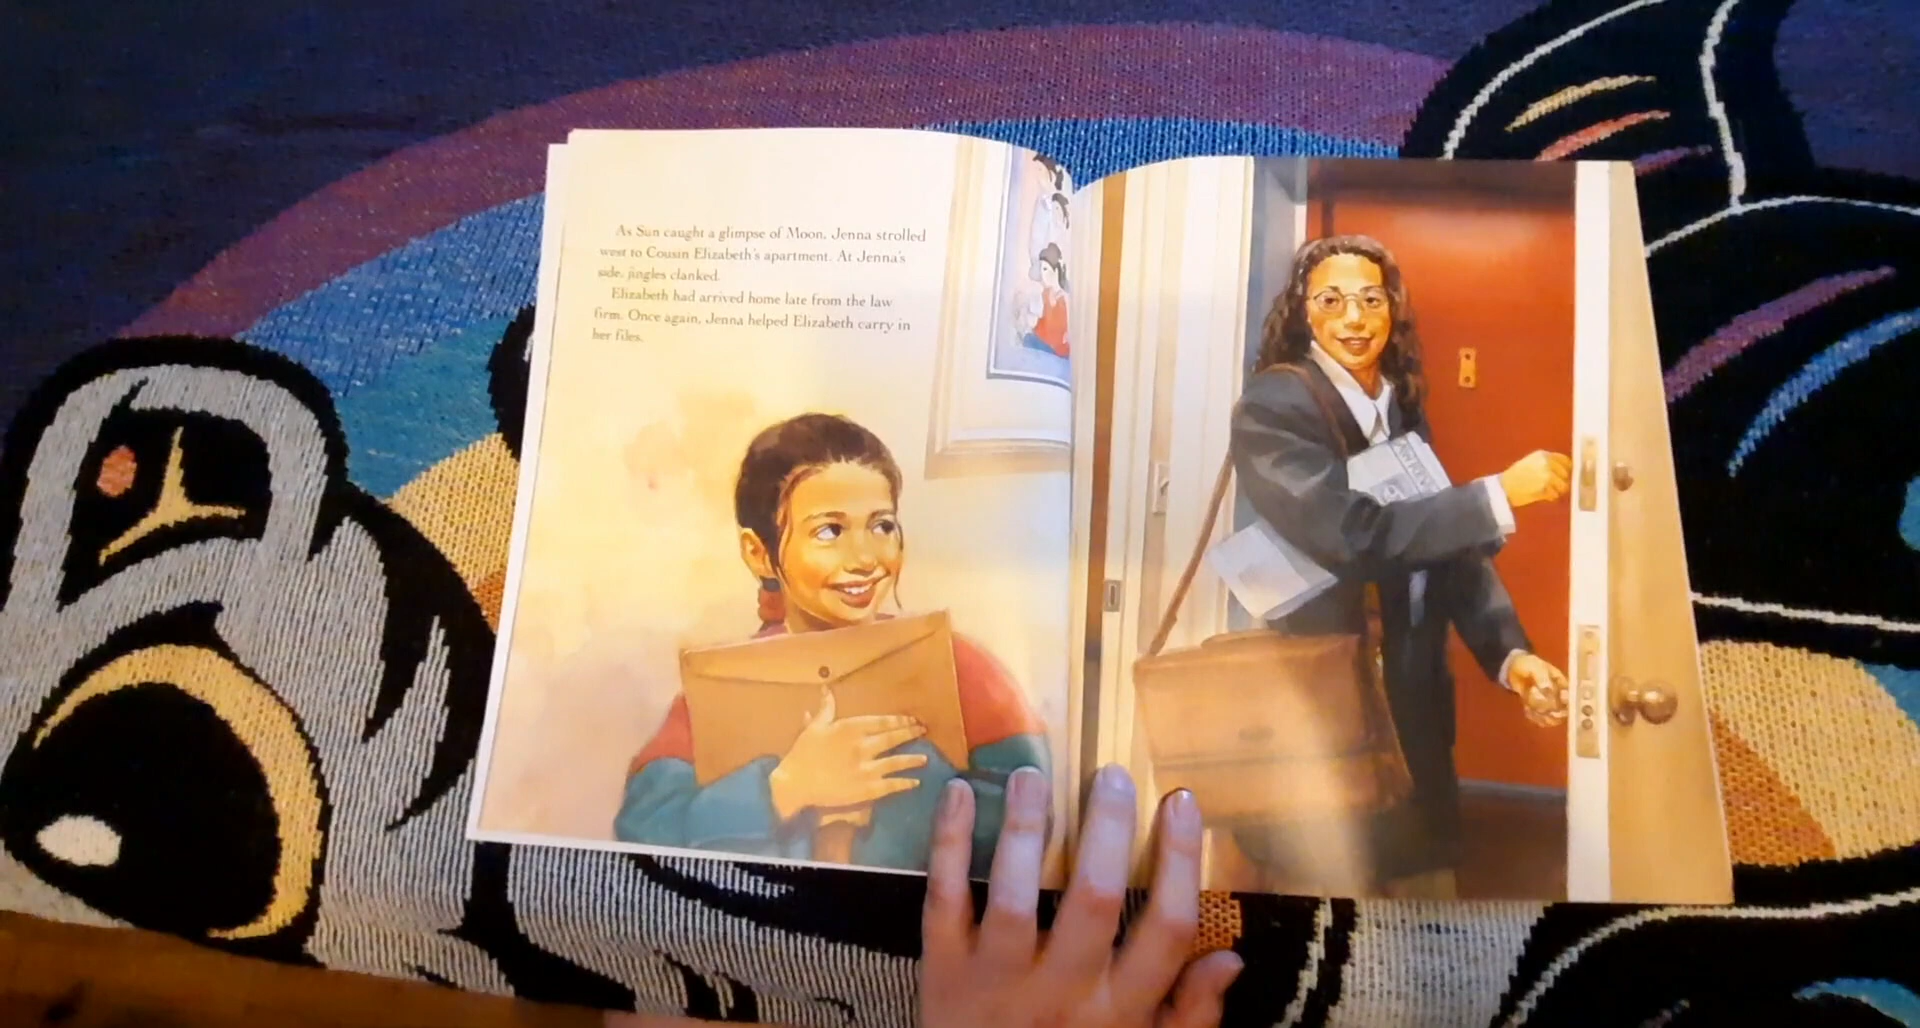 As Sun caught a glimpse of Moon, Jenna strolled
west to Cousin Elizabeth's apartment. At Jenna's
side, jingles clanked.
Elizabeth had arrived home late from the law
firm. Once again, Jenna helped Elizabeth carry in
her files.